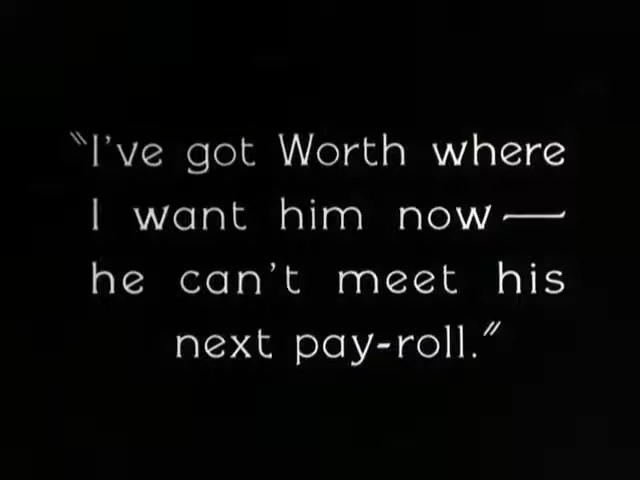 "I've got Worth where
I want him now—
he can't meet his
next pay-roll."